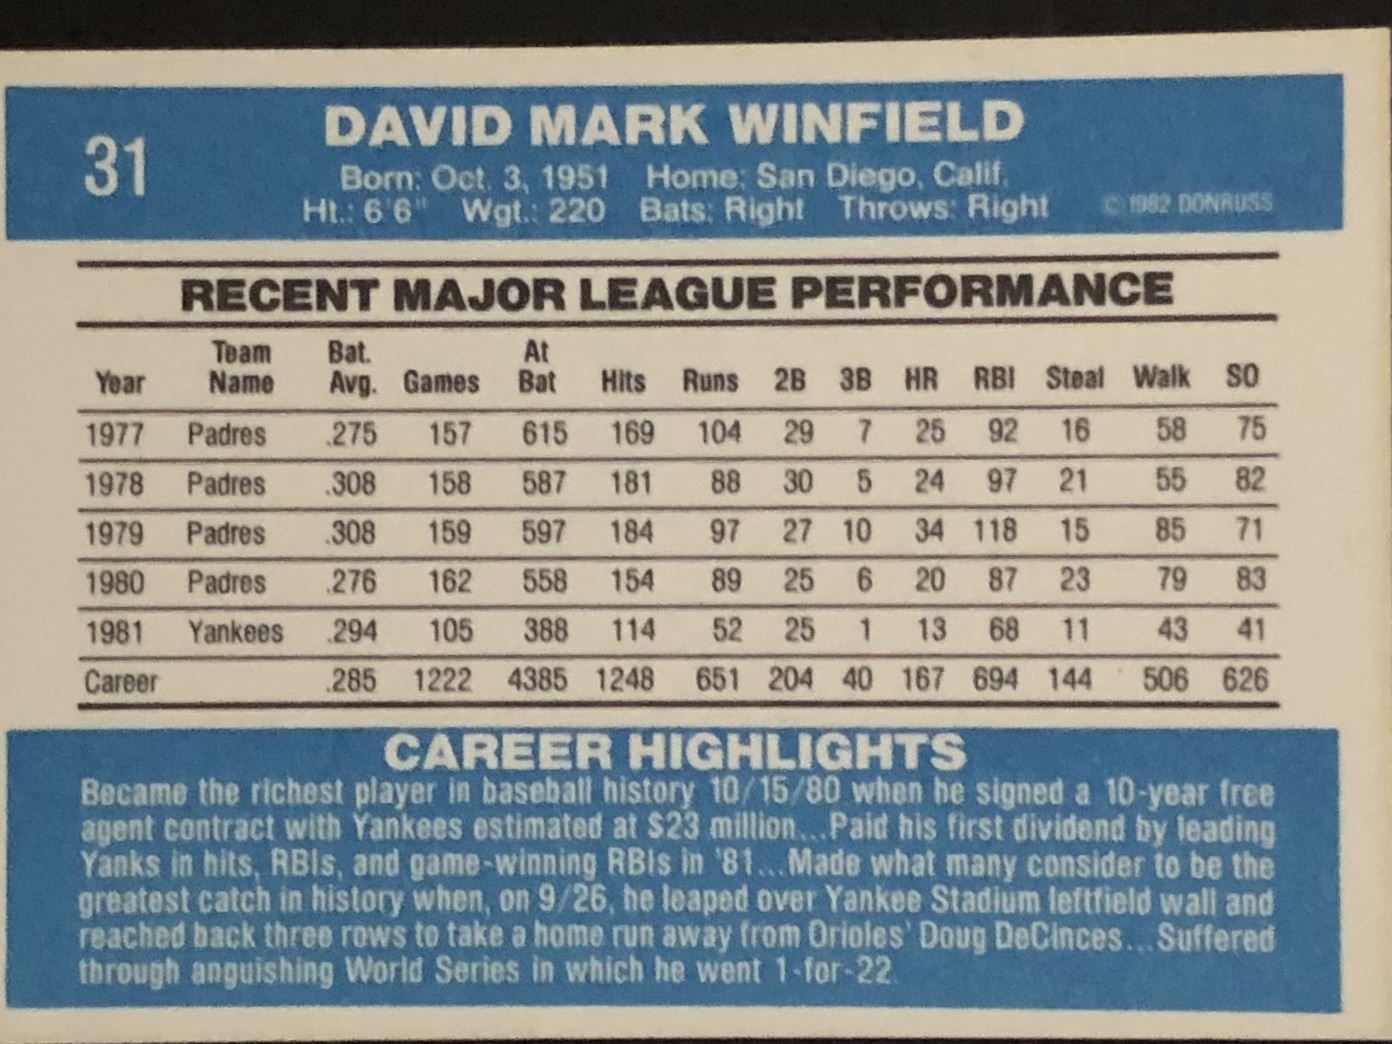 31
DAVID MARK WINFIELD
Born: Oct. 3, 1951 Home: San Diego, Calif.
Ht.: 6'6" Wgt.: 220 Bats: Right Throws: Right © 1982 DONRUSS
RECENT MAJOR LEAGUE PERFORMANCE
Year Team Name Bat. Avg. Games At Bat Hits Runs 2B 3B HR RBI Steal Walk SO
1977 Padres .275 157 615 169 104 29 7 25 92 16 58 75
1978 Padres .308 158 587 181 88 30 5 24 97 21 55 82
1979 Padres .308 159 597 184 97 27 10 34 118 15 85 71
1980 Padres .276 162 558 154 89 25 6 20 87 23 79 83
1981 Yankees .294 105 388 114 52 25 1 13 68 11 43 41
Career .285 1222 4385 1248 651 204 40 167 694 144 506 626
CAREER HIGHLIGHTS
Became the richest player in baseball history 10/15/80 when he signed a 10-year free
agent contract with Yankees estimated at $23 million...Paid his first dividend by leading
Yanks in hits, RBIs, and game-winning RBIs in '81...Made what many consider to be the
greatest catch in history when, on 9/26, he leaped over Yankee Stadium leftfield wall and
reached back three rows to take a home run away from Orioles' Doug DeCinces...Suffered
through anguishing World Series in which he went 1-for-22.